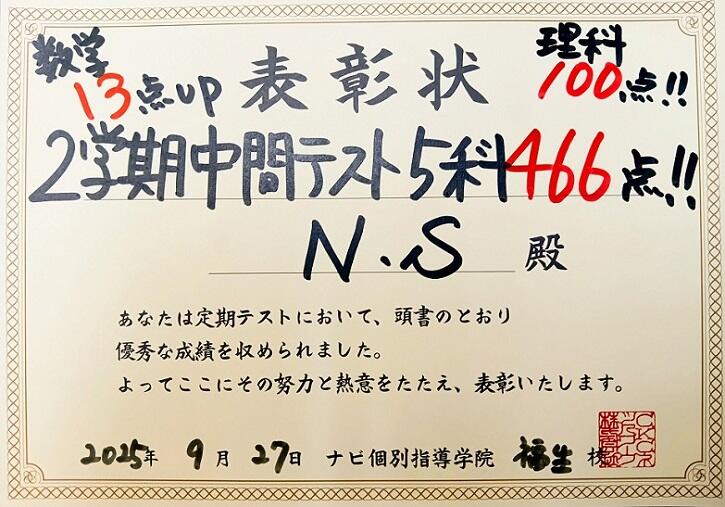 数学 13点UP
表彰状
理科 100点!!
2学期中間テスト5科466点!!
N.S 殿
あなたは定期テストにおいて、頭書のとおり
優秀な成績を収められました。
よってここにその努力と熱意をたたえ、表彰いたします。
2025年 9月 27日 ナビ個別指導学院 福生 校